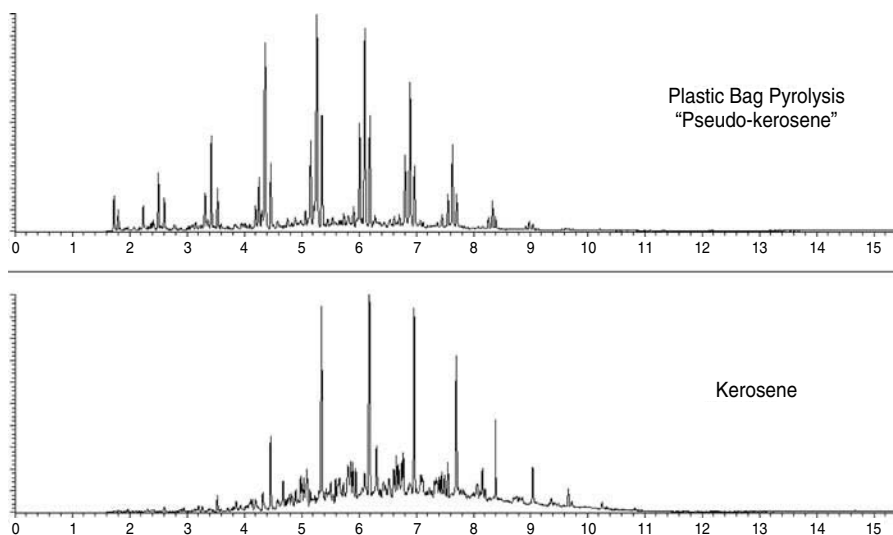 Plastic Bag Pyrolysis
“Pseudo-kerosene”
0 1 2 3 4 5 6 7 8 9 10 11 12 13 14 15
Kerosene
0 1 2 3 4 5 6 7 8 9 10 11 12 13 14 15